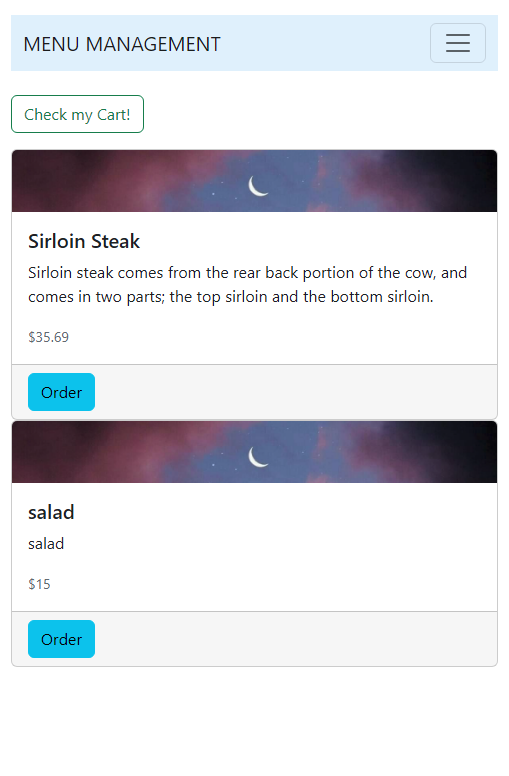 MENU MANAGEMENT
Check my Cart!
Sirloin Steak
Sirloin steak comes from the rear back portion of the cow, and
comes in two parts; the top sirloin and the bottom sirloin.
$35.69
Order
salad
salad
$15
Order